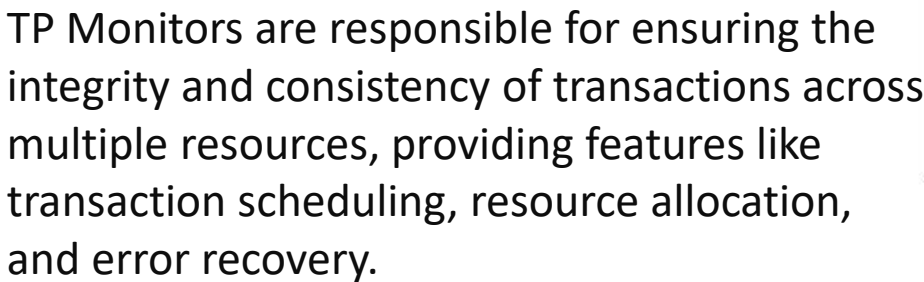 TP Monitors are responsible for ensuring the
integrity and consistency of transactions across
multiple resources, providing features like
transaction scheduling, resource allocation,
and error recovery.